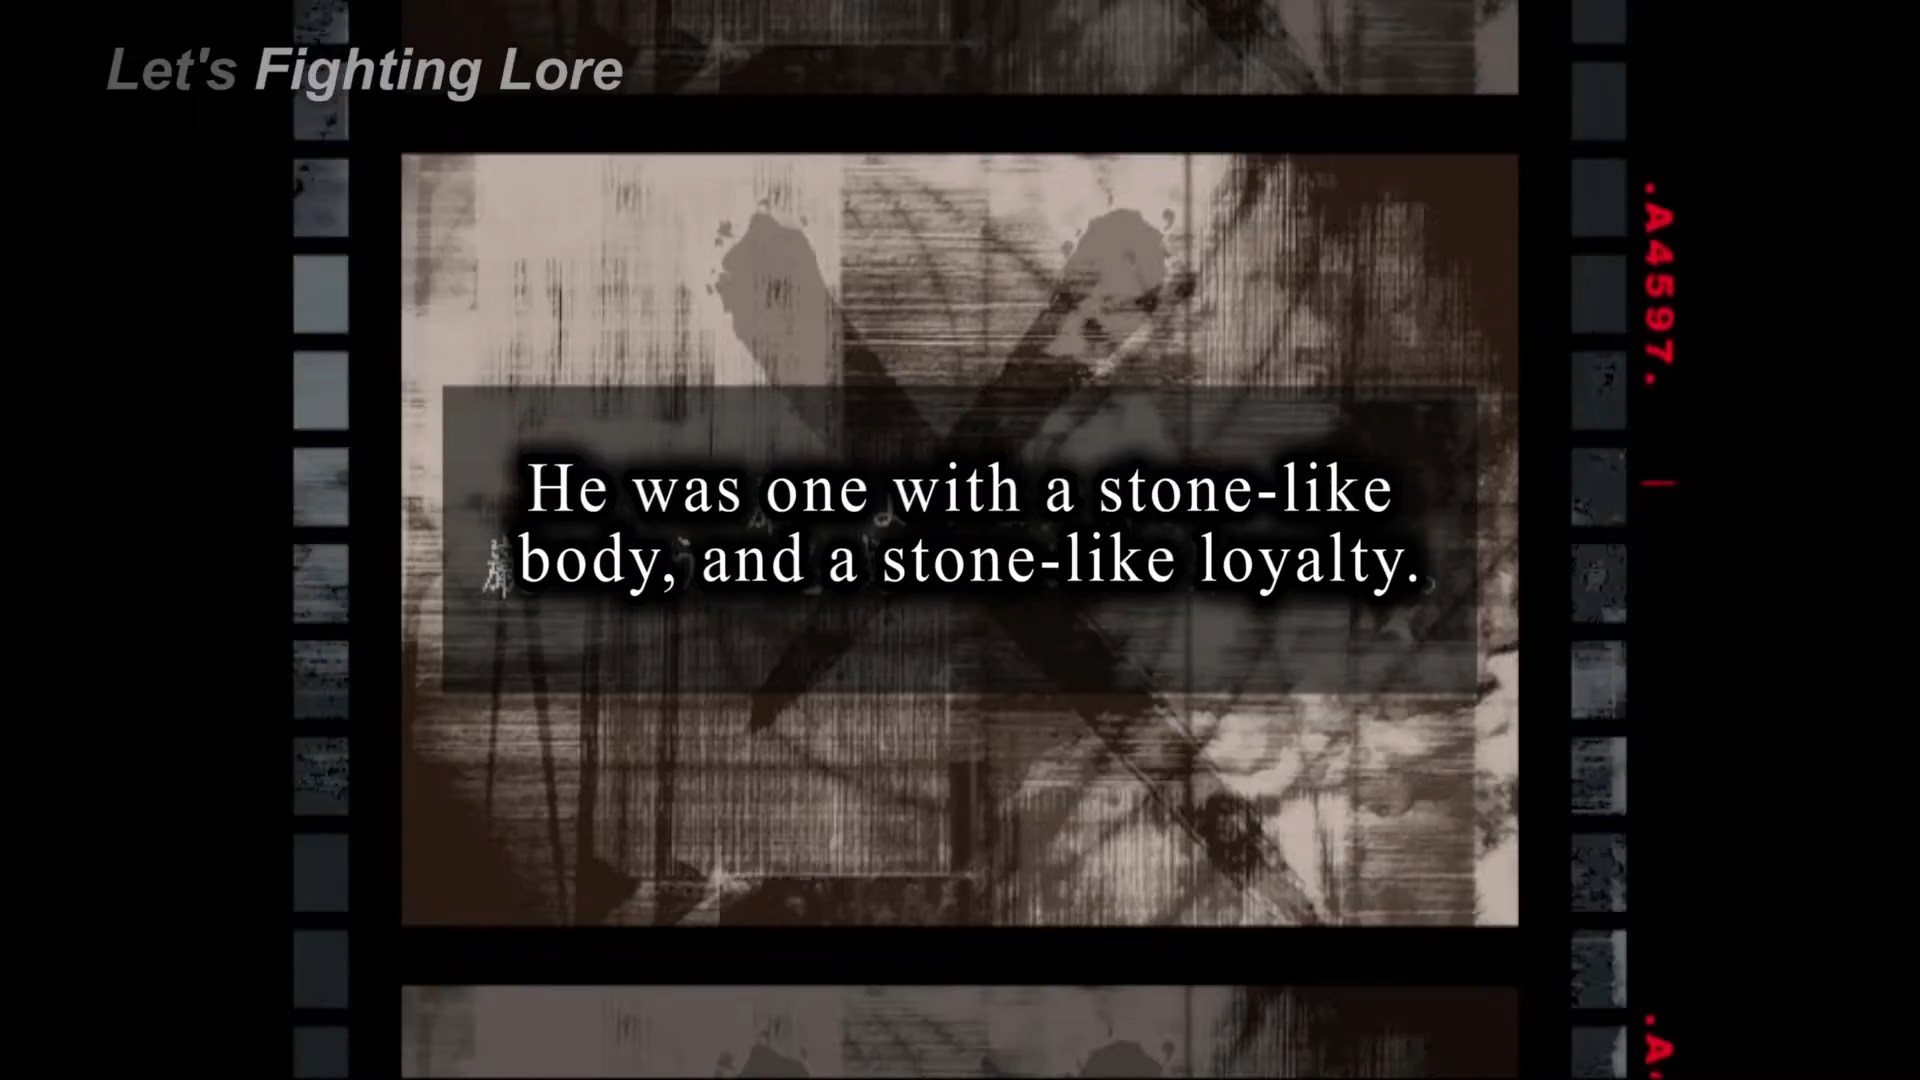 Let's Fighting Lore
He was one with a stone-like
body, and a stone-like loyalty.
.A4597.
.A